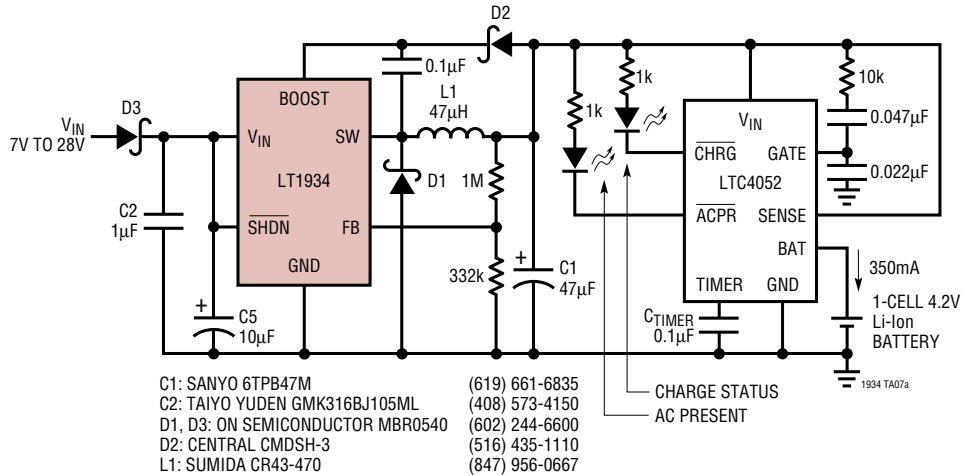 D2
0.1µF
D3
BOOST
L1
47µH
1k
1k
10k
0.047µF
VIN
7V TO 28V
VIN
SW
VIN
CHRG
GATE
LT1934
D1
1M
LTC4052
0.022µF
C2
1µF
SHDN
FB
ACPR
SENSE
BAT
GND
332k
C1
47µF
350mA
TIMER
GND
C5
10µF
CTIMER
0.1µF
1-CELL 4.2V
Li-Ion
BATTERY
+
+
1934 TA07a
C1: SANYO 6TPB47M (619) 661-6835
C2: TAIYO YUDEN GMK316BJ105ML (408) 573-4150
D1, D3: ON SEMICONDUCTOR MBR0540 (602) 244-6600
D2: CENTRAL CMDSH-3 (516) 435-1110
L1: SUMIDA CR43-470 (847) 956-0667
CHARGE STATUS
AC PRESENT